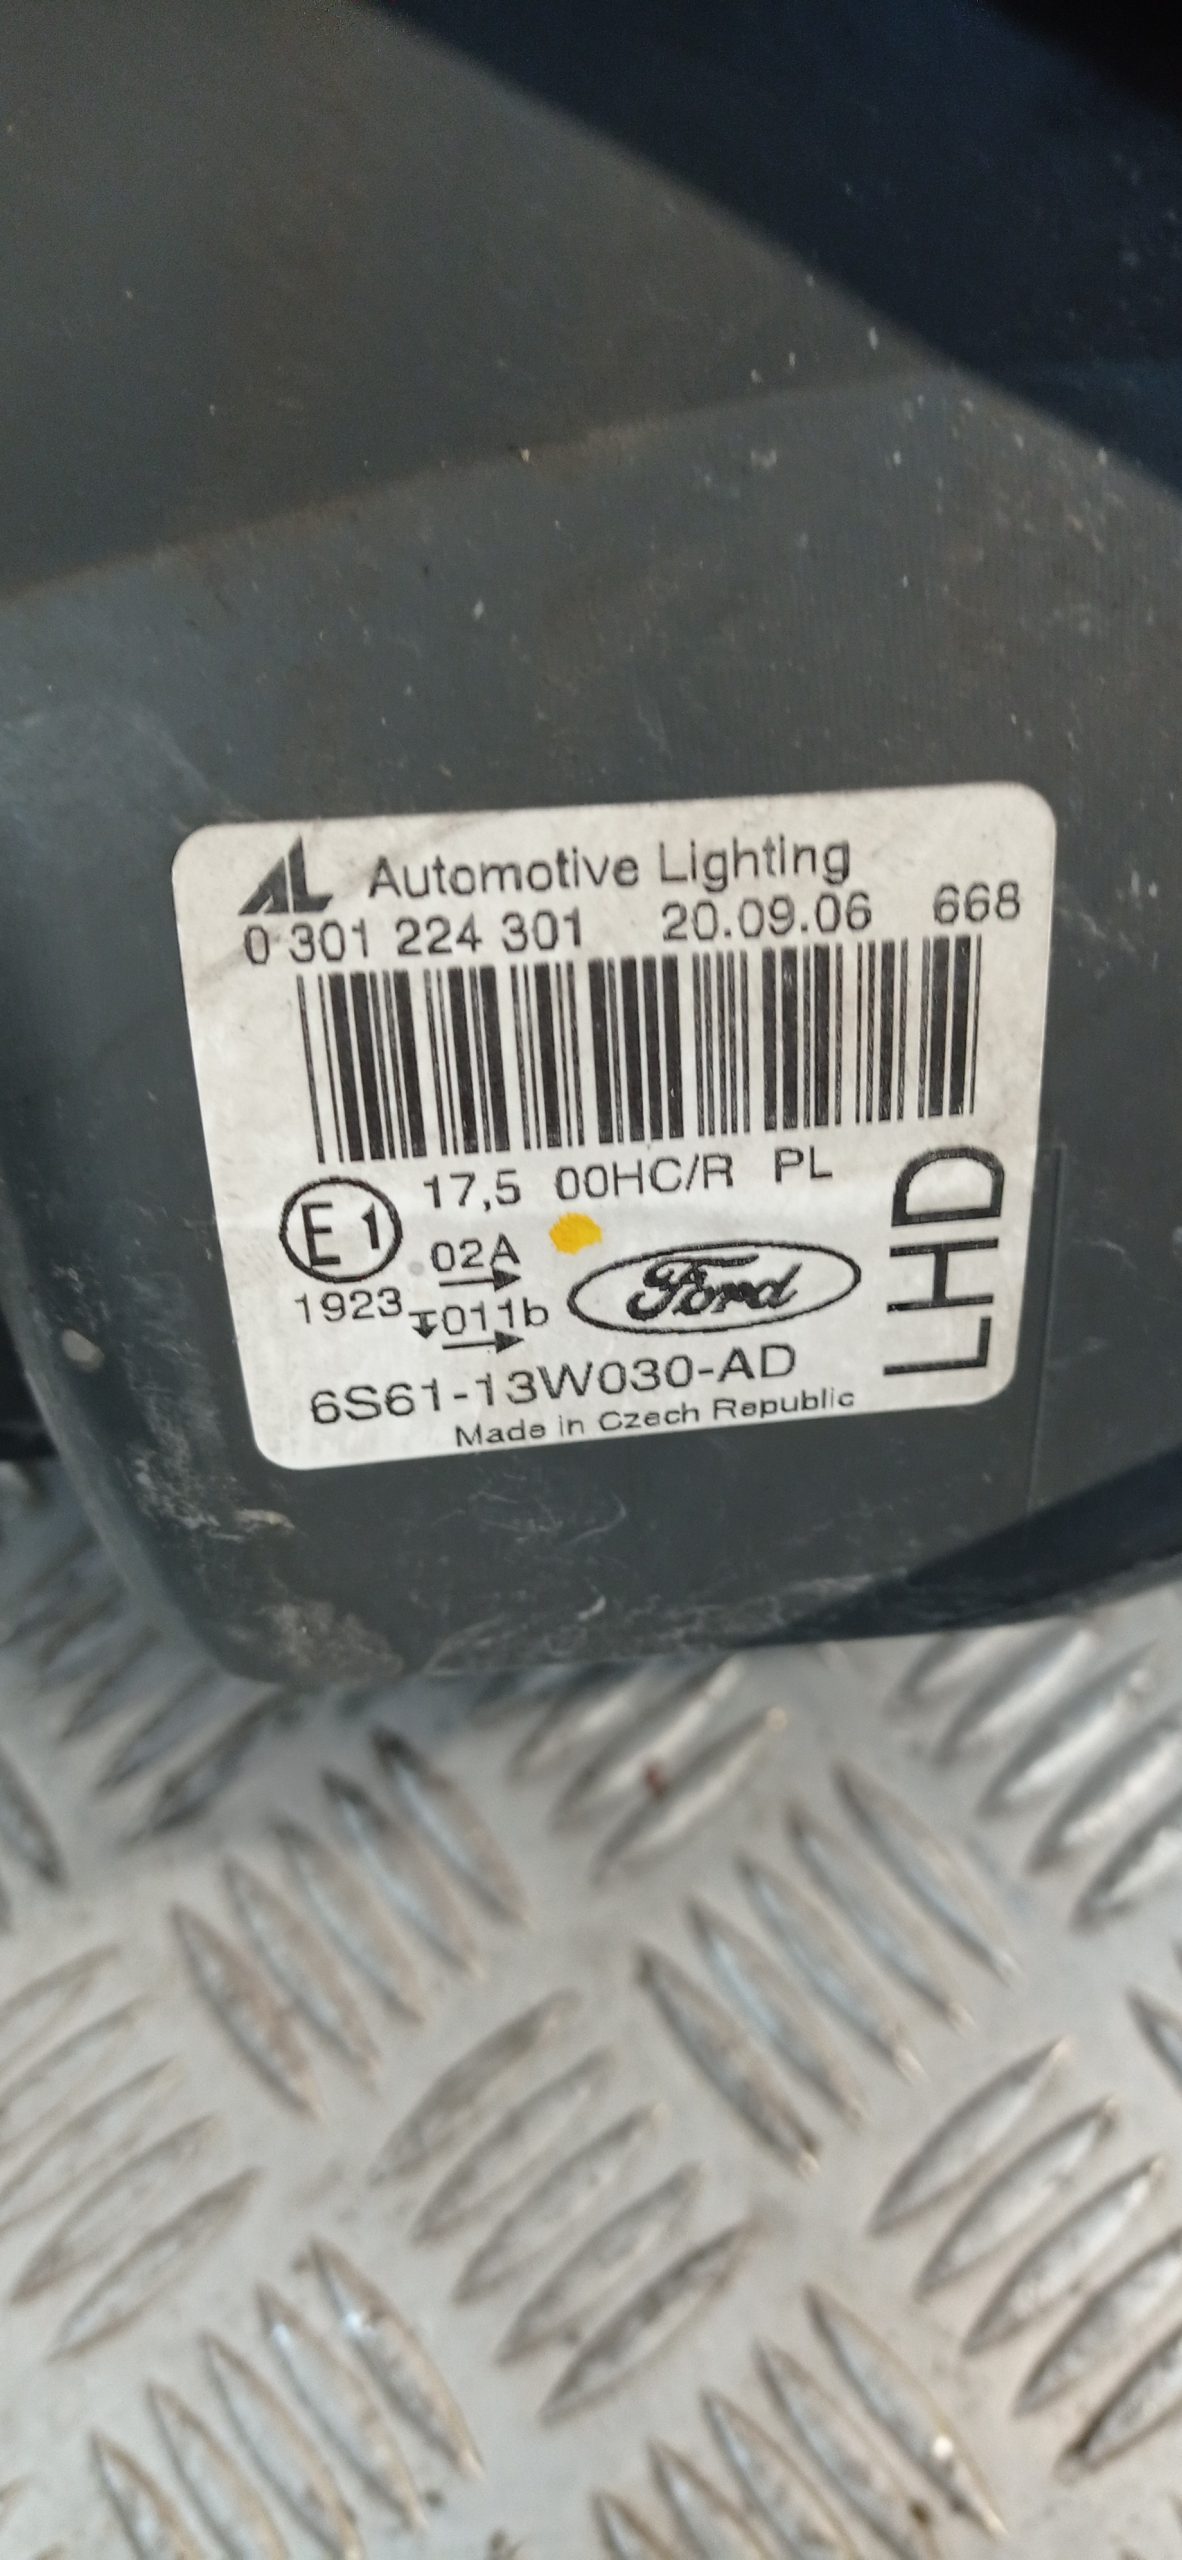 AL Automotive Lighting
0 301 224 301 20.09.06 668
E1 17,5 00HC/R PL
02A
1923 011b
Ford
LHD
6S61-13W030-AD
Made in Czech Republic